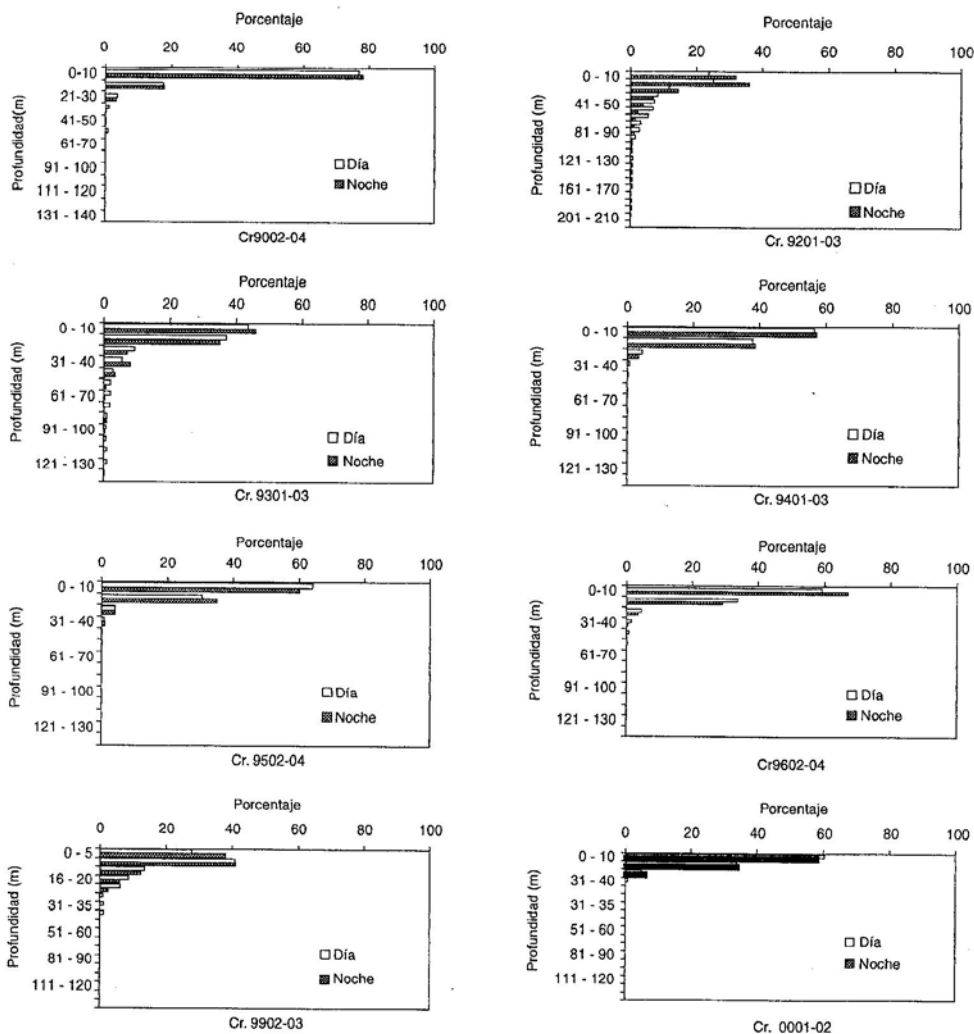 Porcentaje
0 20 40 60 80 100
Profundidad(m)
0-10
21-30
41-50
61-70
91 - 100
111 - 120
131 - 140
Día
Noche
Cr9002-04
Porcentaje
0 20 40 60 80 100
Profundidad (m)
0 - 10
41 - 50
81 - 90
121 - 130
161 - 170
201 - 210
Día
Noche
Cr. 9201-03
Porcentaje
0 20 40 60 80 100
Profundidad (m)
0 - 10
31 - 40
61 - 70
91 - 100
121 - 130
Día
Noche
Cr. 9301-03
Porcentaje
0 20 40 60 80 100
Profundidad (m)
0 - 10
31 - 40
61 - 70
91 - 100
121 - 130
Día
Noche
Cr. 9401-03
Porcentaje
0 20 40 60 80 100
Profundidad (m)
0 - 10
31 - 40
61 - 70
91 - 100
121 - 130
Día
Noche
Cr. 9502-04
Porcentaje
0 20 40 60 80 100
Profundidad (m)
0-10
31-40
61-70
91 - 100
121 - 130
Día
Noche
Cr9602-04
Porcentaje
0 20 40 60 80 100
Profundidad (m)
0 - 5
16 - 20
31 - 35
51 - 60
81 - 90
111 - 120
Día
Noche
Cr. 9902-03
Porcentaje
0 20 40 60 80 100
Profundidad (m)
0 - 10
31 - 40
51 - 60
81 - 90
111 - 120
Día
Noche
Cr. 0001-02